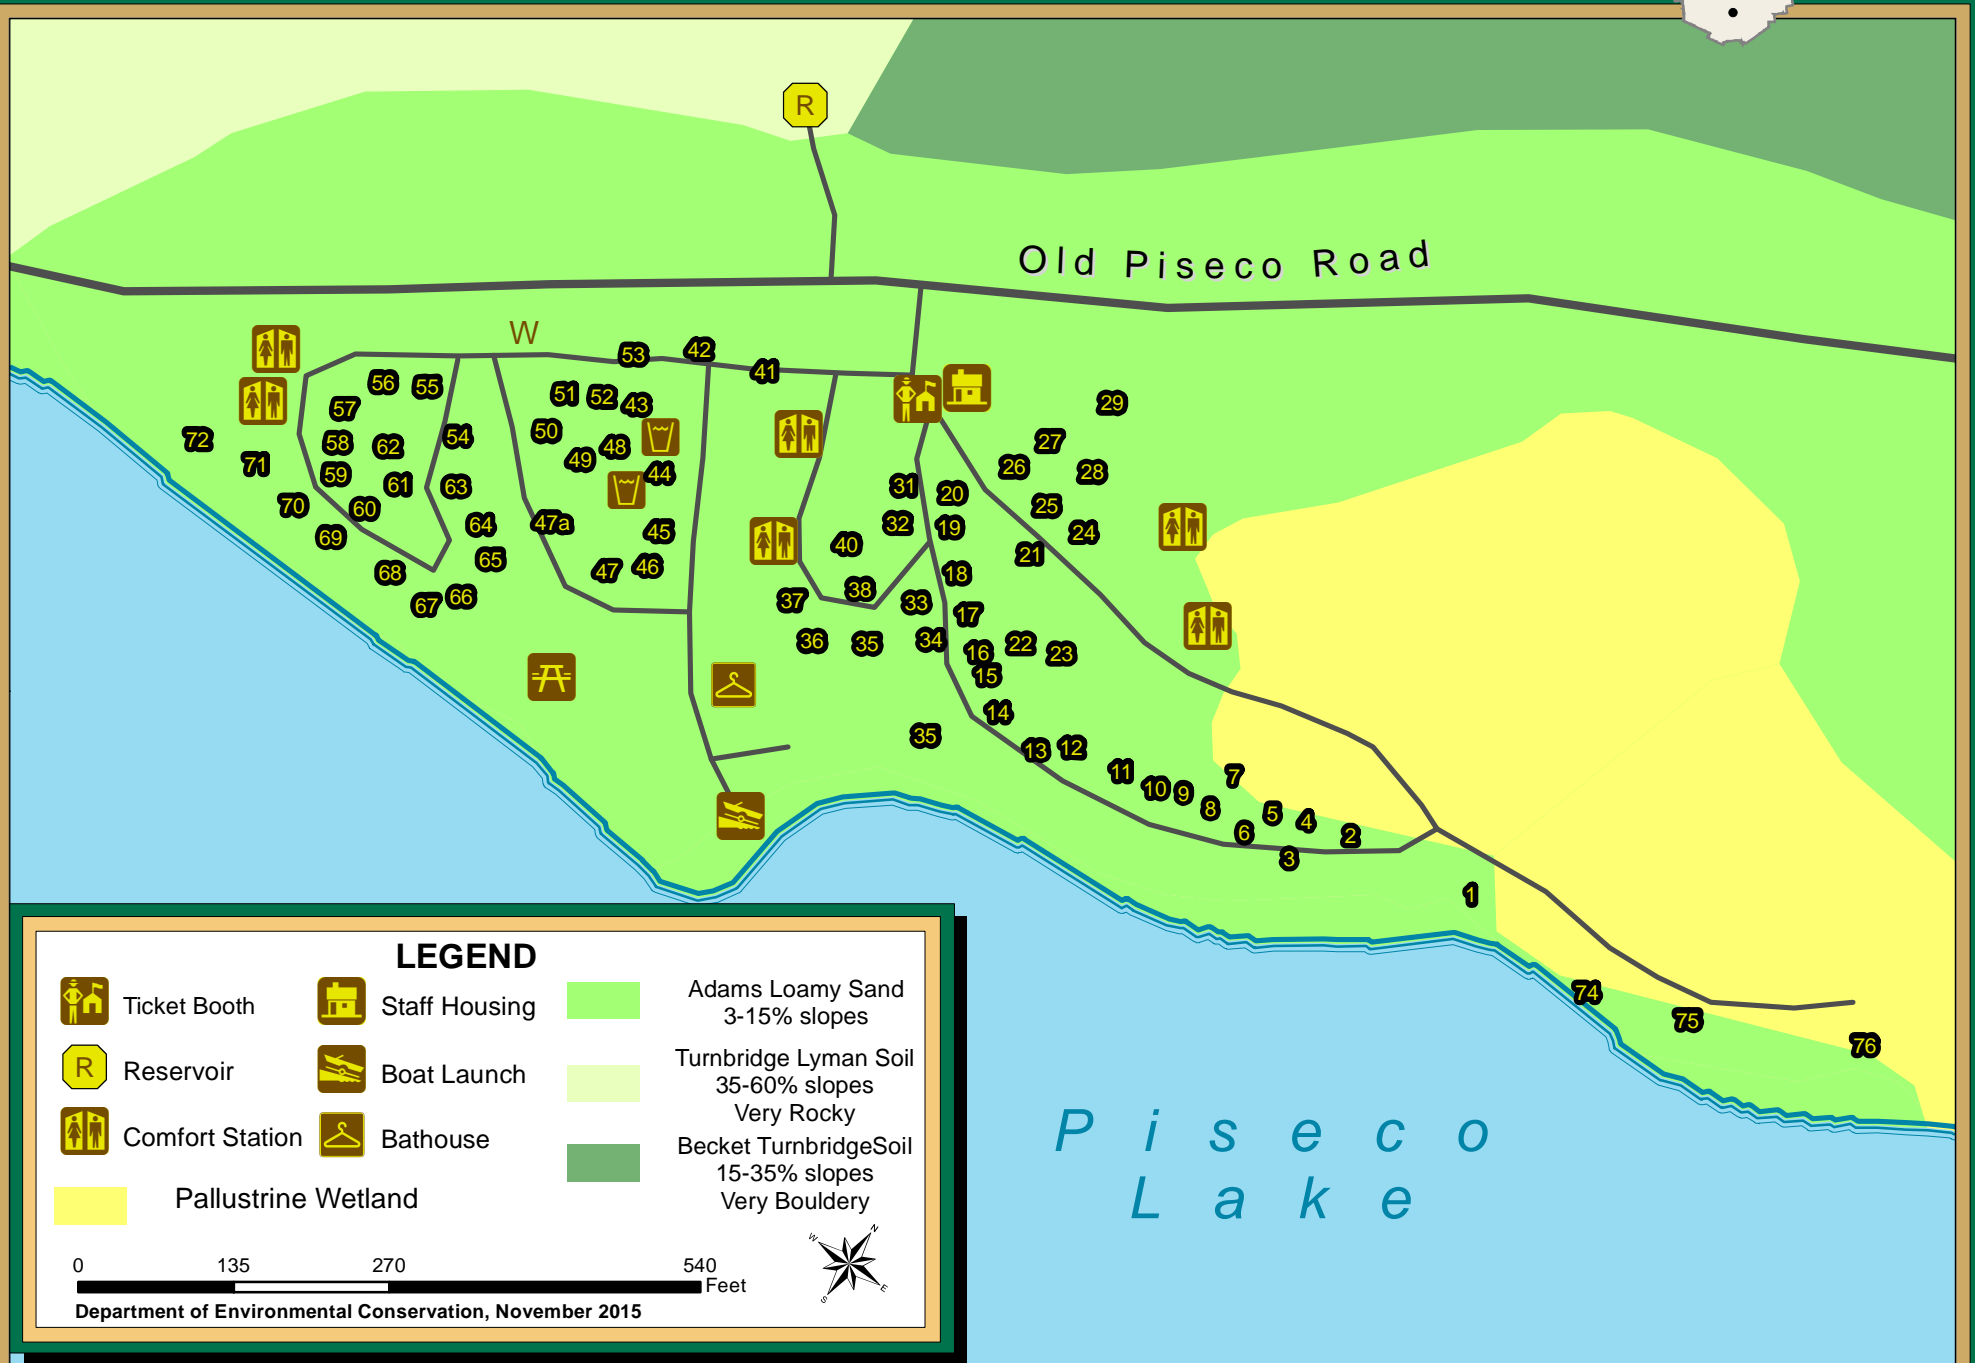 R
Old Piseco Road
W
53
42
41
56
55
51
52
43
29
57
72
58
62
54
50
48
27
71
49
26
28
59
61
63
44
31
20
70
60
25
64
47a
45
32
19
24
69
40
21
65
68
47
46
18
67
66
37
38
33
17
36
35
34
16
22
23
15
14
35
13
12
11
7
10
9
8
5
4
6
2
3
1
74
75
76
LEGEND
Ticket Booth
Staff Housing
Adams Loamy Sand
3-15% slopes
R
Reservoir
Boat Launch
Turnbridge Lyman Soil
35-60% slopes
Very Rocky
Comfort Station
Bathouse
Becket TurnbridgeSoil
15-35% slopes
Very Bouldery
Pallustrine Wetland
0 135 270 540
Feet
N
W
E
S
Department of Environmental Conservation, November 2015
Piseco
Lake